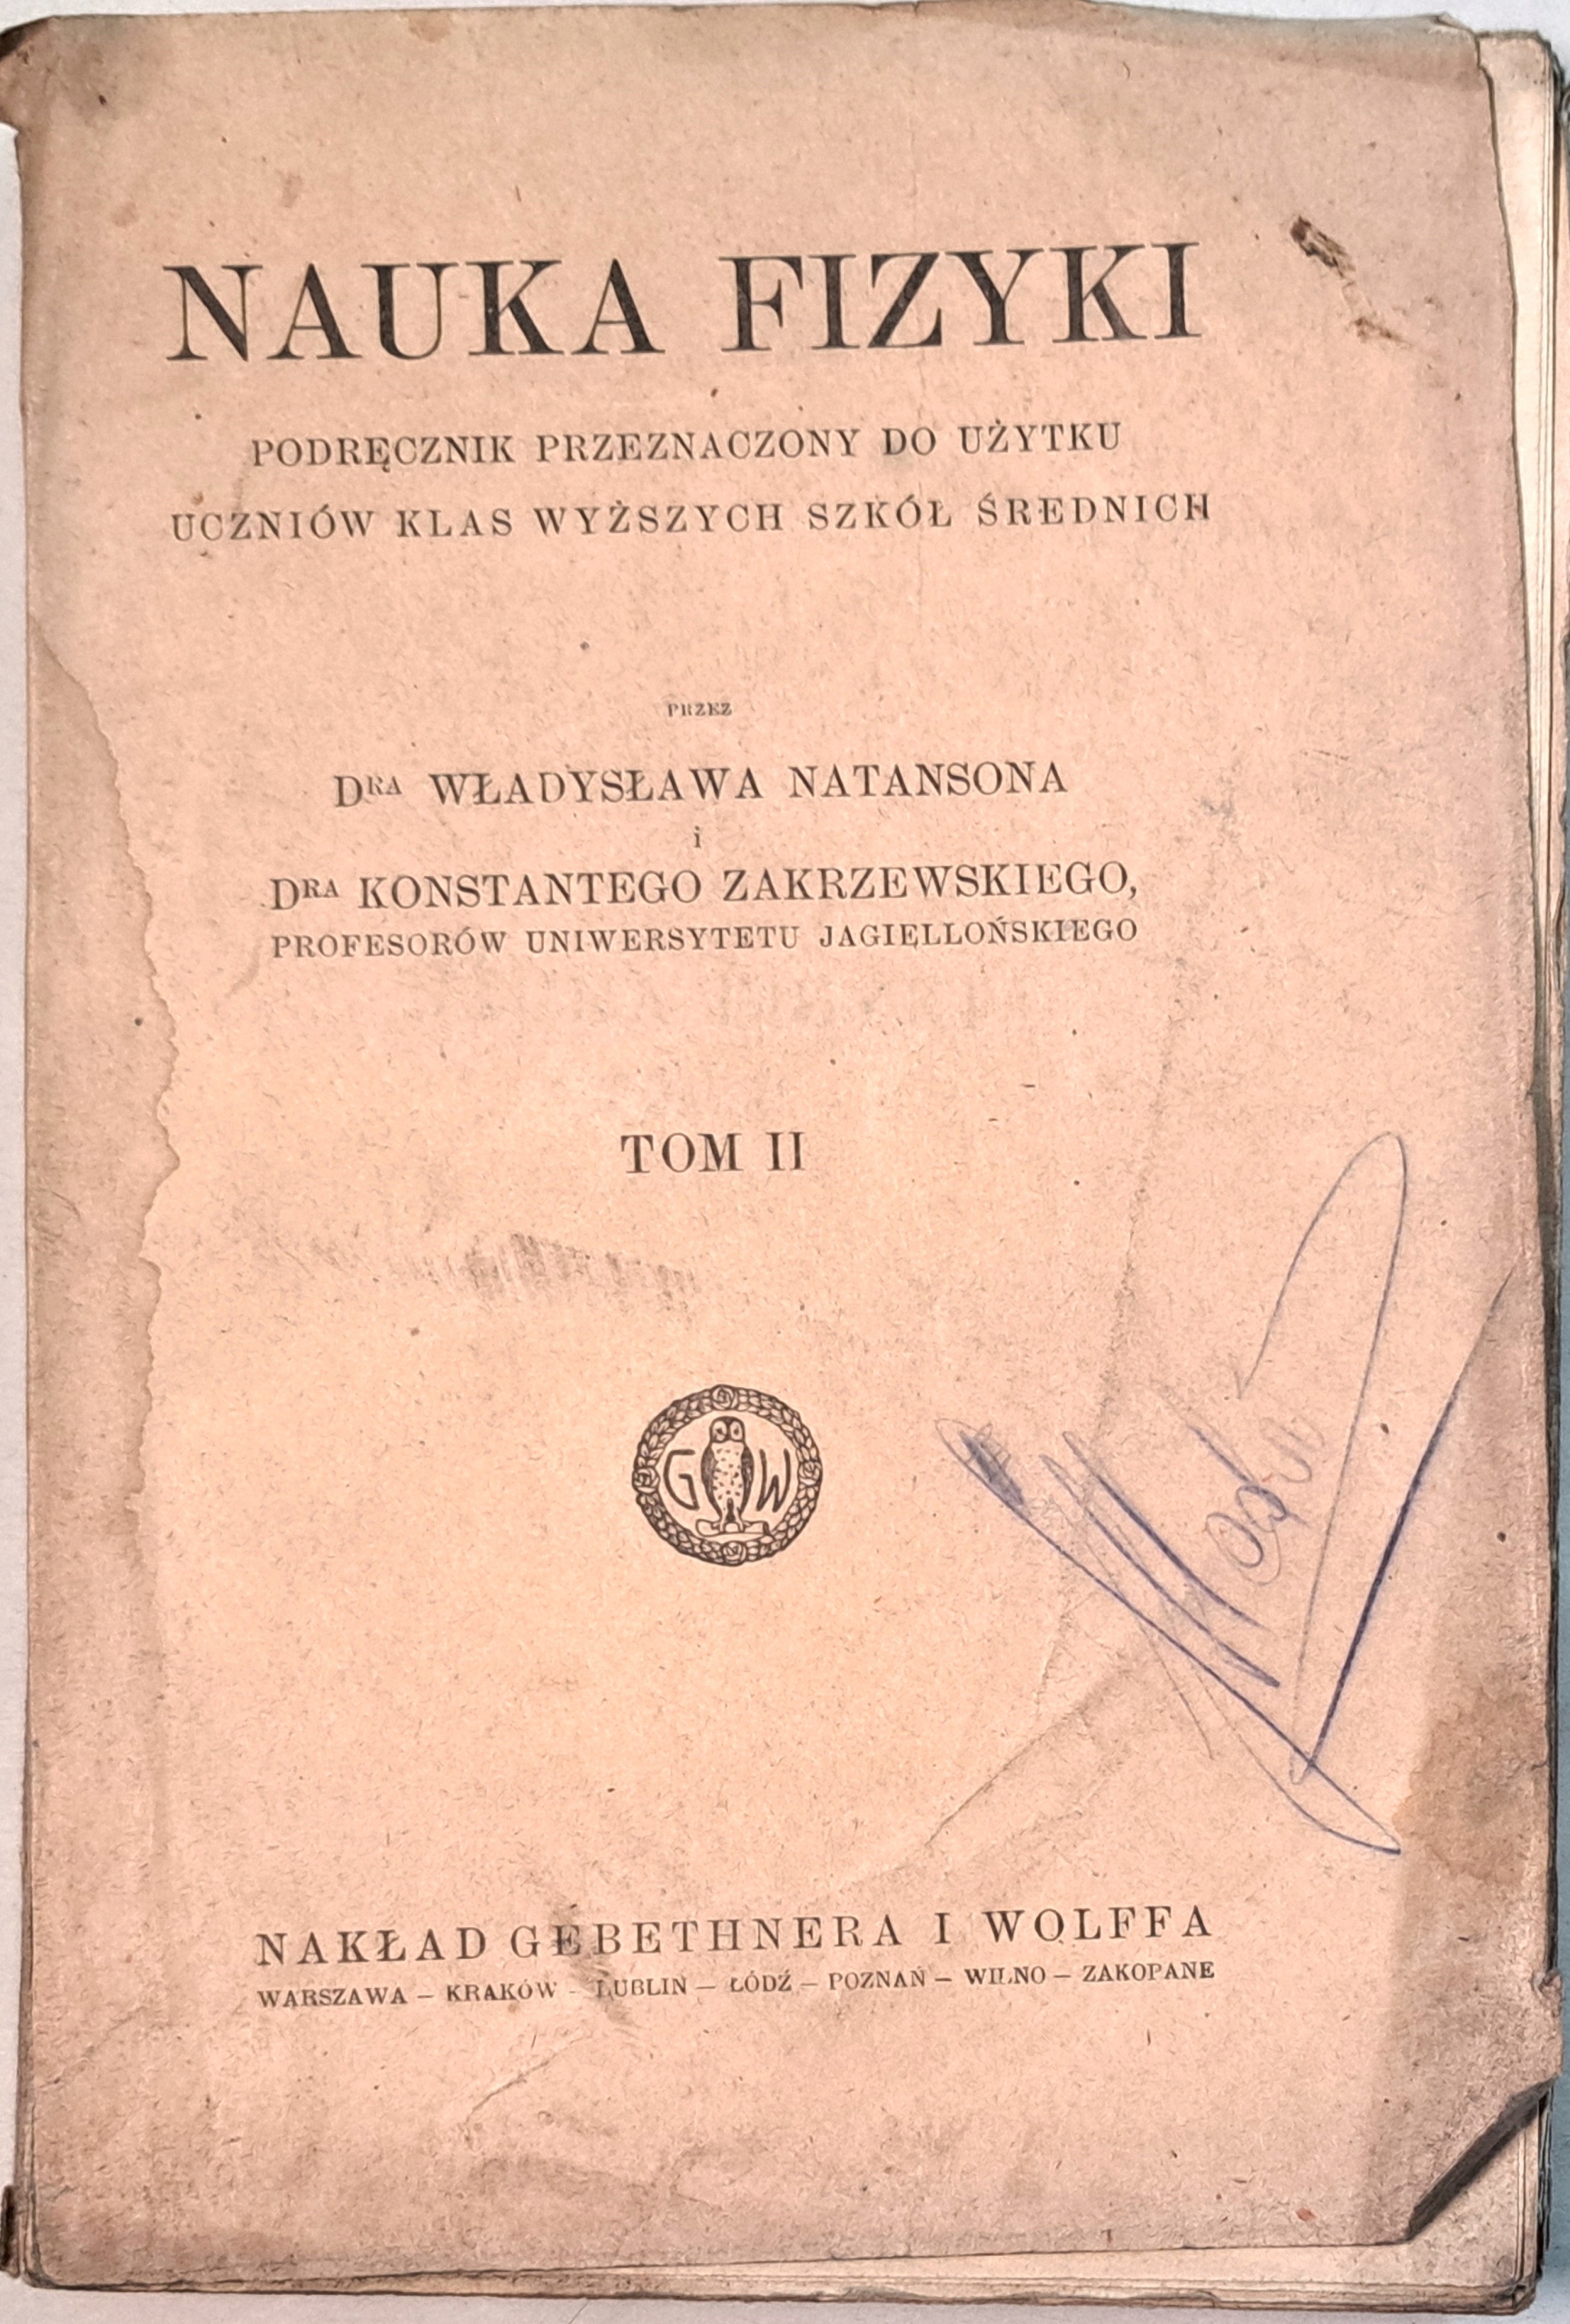 NAUKA FIZYKI
PODRĘCZNIK PRZEZNACZONY DO UŻYTKU
UCZNIÓW KLAS WYŻSZYCH SZKÓŁ ŚREDNICH
PRZEZ
DRA WŁADYSŁAWA NATANSONA
i
DRA KONSTANTEGO ZAKRZEWSKIEGO,
PROFESORÓW UNIWERSYTETU JAGIELLOŃSKIEGO
TOM II
G W
NAKŁAD GEBETHNERA I WOLFFA
WARSZAWA – KRAKÓW – LUBLIN – ŁÓDŹ – POZNAŃ – WILNO – ZAKOPANE